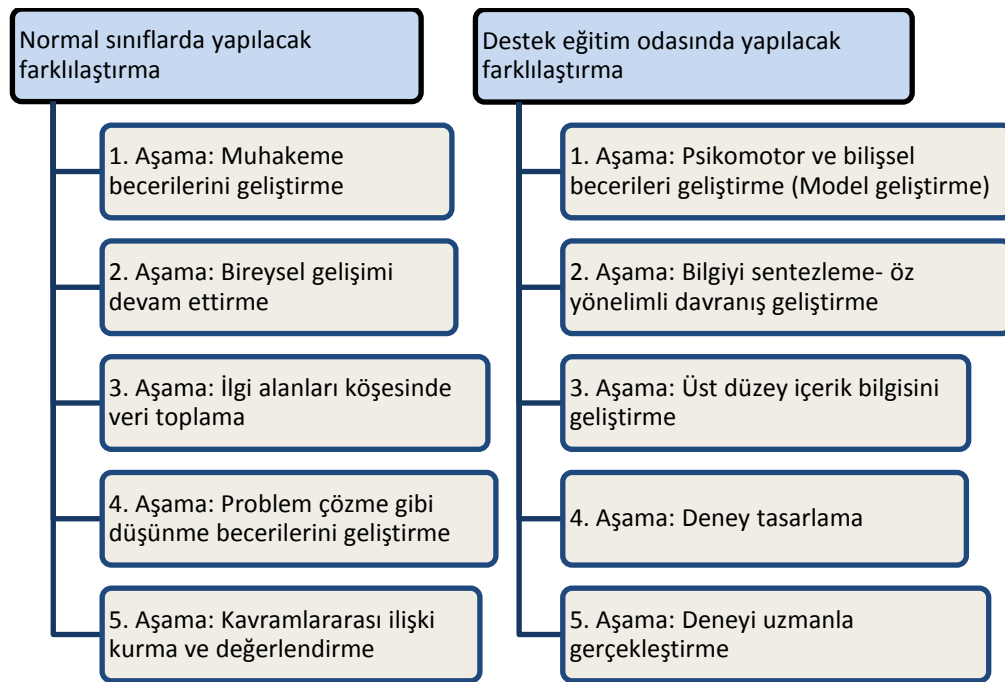 Normal sınıflarda yapılacak
farklılaştırma
1. Aşama: Muhakeme
becerilerini geliştirme
2. Aşama: Bireysel gelişimi
devam ettirme
3. Aşama: İlgi alanları köşesinde
veri toplama
4. Aşama: Problem çözme gibi
düşünme becerilerini geliştirme
5. Aşama: Kavramlararası ilişki
kurma ve değerlendirme
Destek eğitim odasında yapılacak
farklılaştırma
1. Aşama: Psikomotor ve bilişsel
becerileri geliştirme (Model geliştirme)
2. Aşama: Bilgiyi sentezleme- öz
yönelimli davranış geliştirme
3. Aşama: Üst düzey içerik bilgisini
geliştirme
4. Aşama: Deney tasarlama
5. Aşama: Deneyi uzmanla
gerçekleştirme